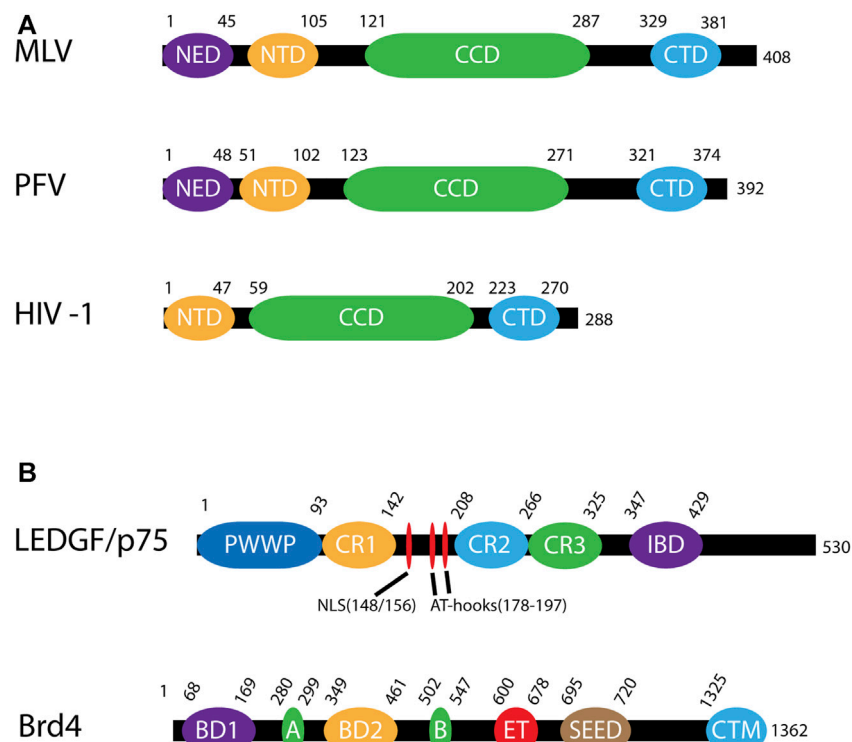 A
1 45 105 121 287 329 381
MLV NED NTD CCD CTD 408
1 48 51 102 123 271 321 374
PFV NED NTD CCD CTD 392
1 47 59 202 223 270
HIV -1 NTD CCD CTD 288
B
1 93 142 208 266 325 347 429
LEDGF/p75 PWWP CR1 CR2 CR3 IBD 530
NLS(148/156) AT-hooks(178-197)
1 68 169 280 299 349 461 502 547 600 678 695 720 1325
Brd4 BD1 A BD2 B ET SEED CTM 1362